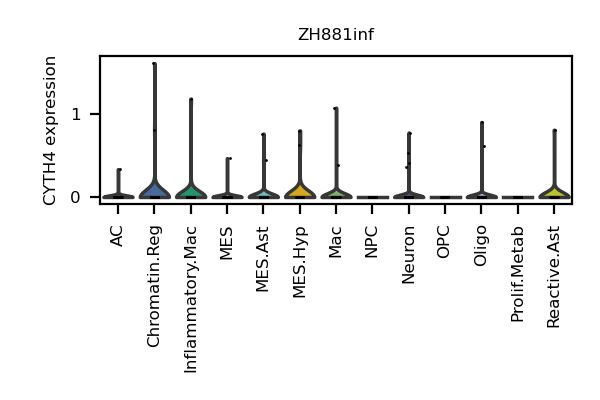 ZH881inf
CYTH4 expression
1
0
AC
Chromatin.Reg
Inflammatory.Mac
MES
MES.Ast
MES.Hyp
Mac
NPC
Neuron
OPC
Oligo
Prolif.Metab
Reactive.Ast